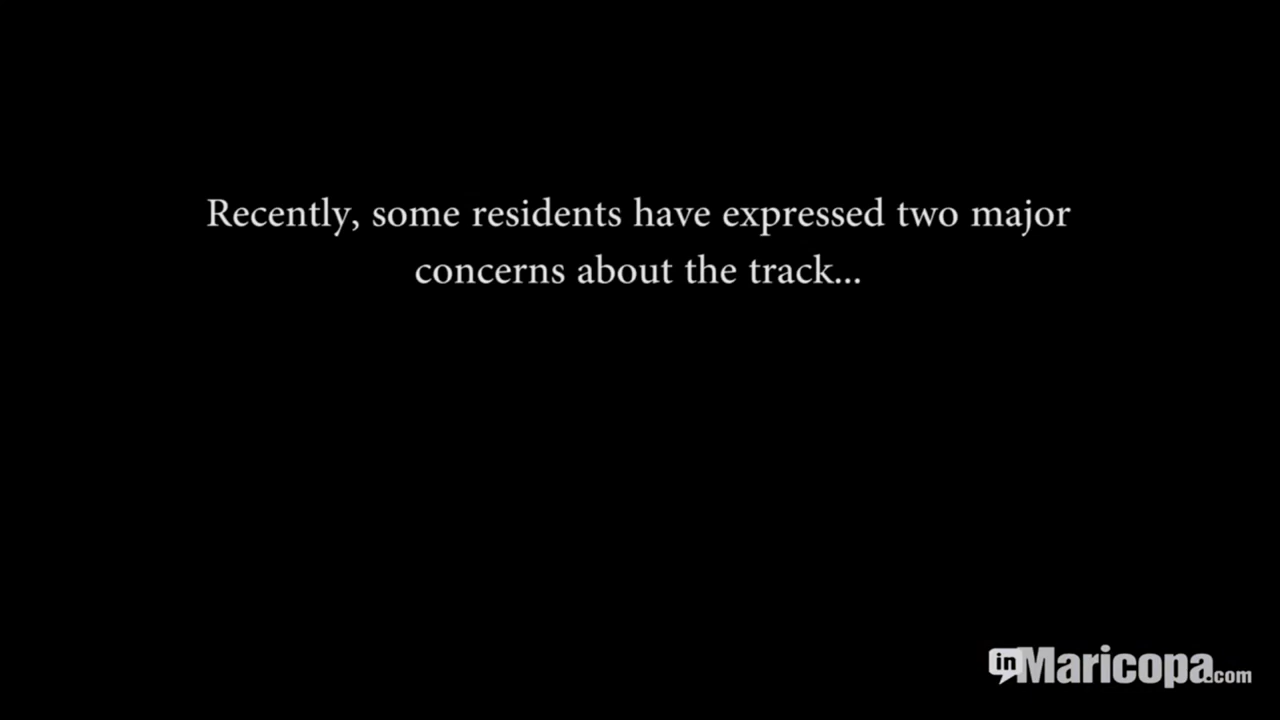 Recently, some residents have expressed two major
concerns about the track...
inMaricopa.com